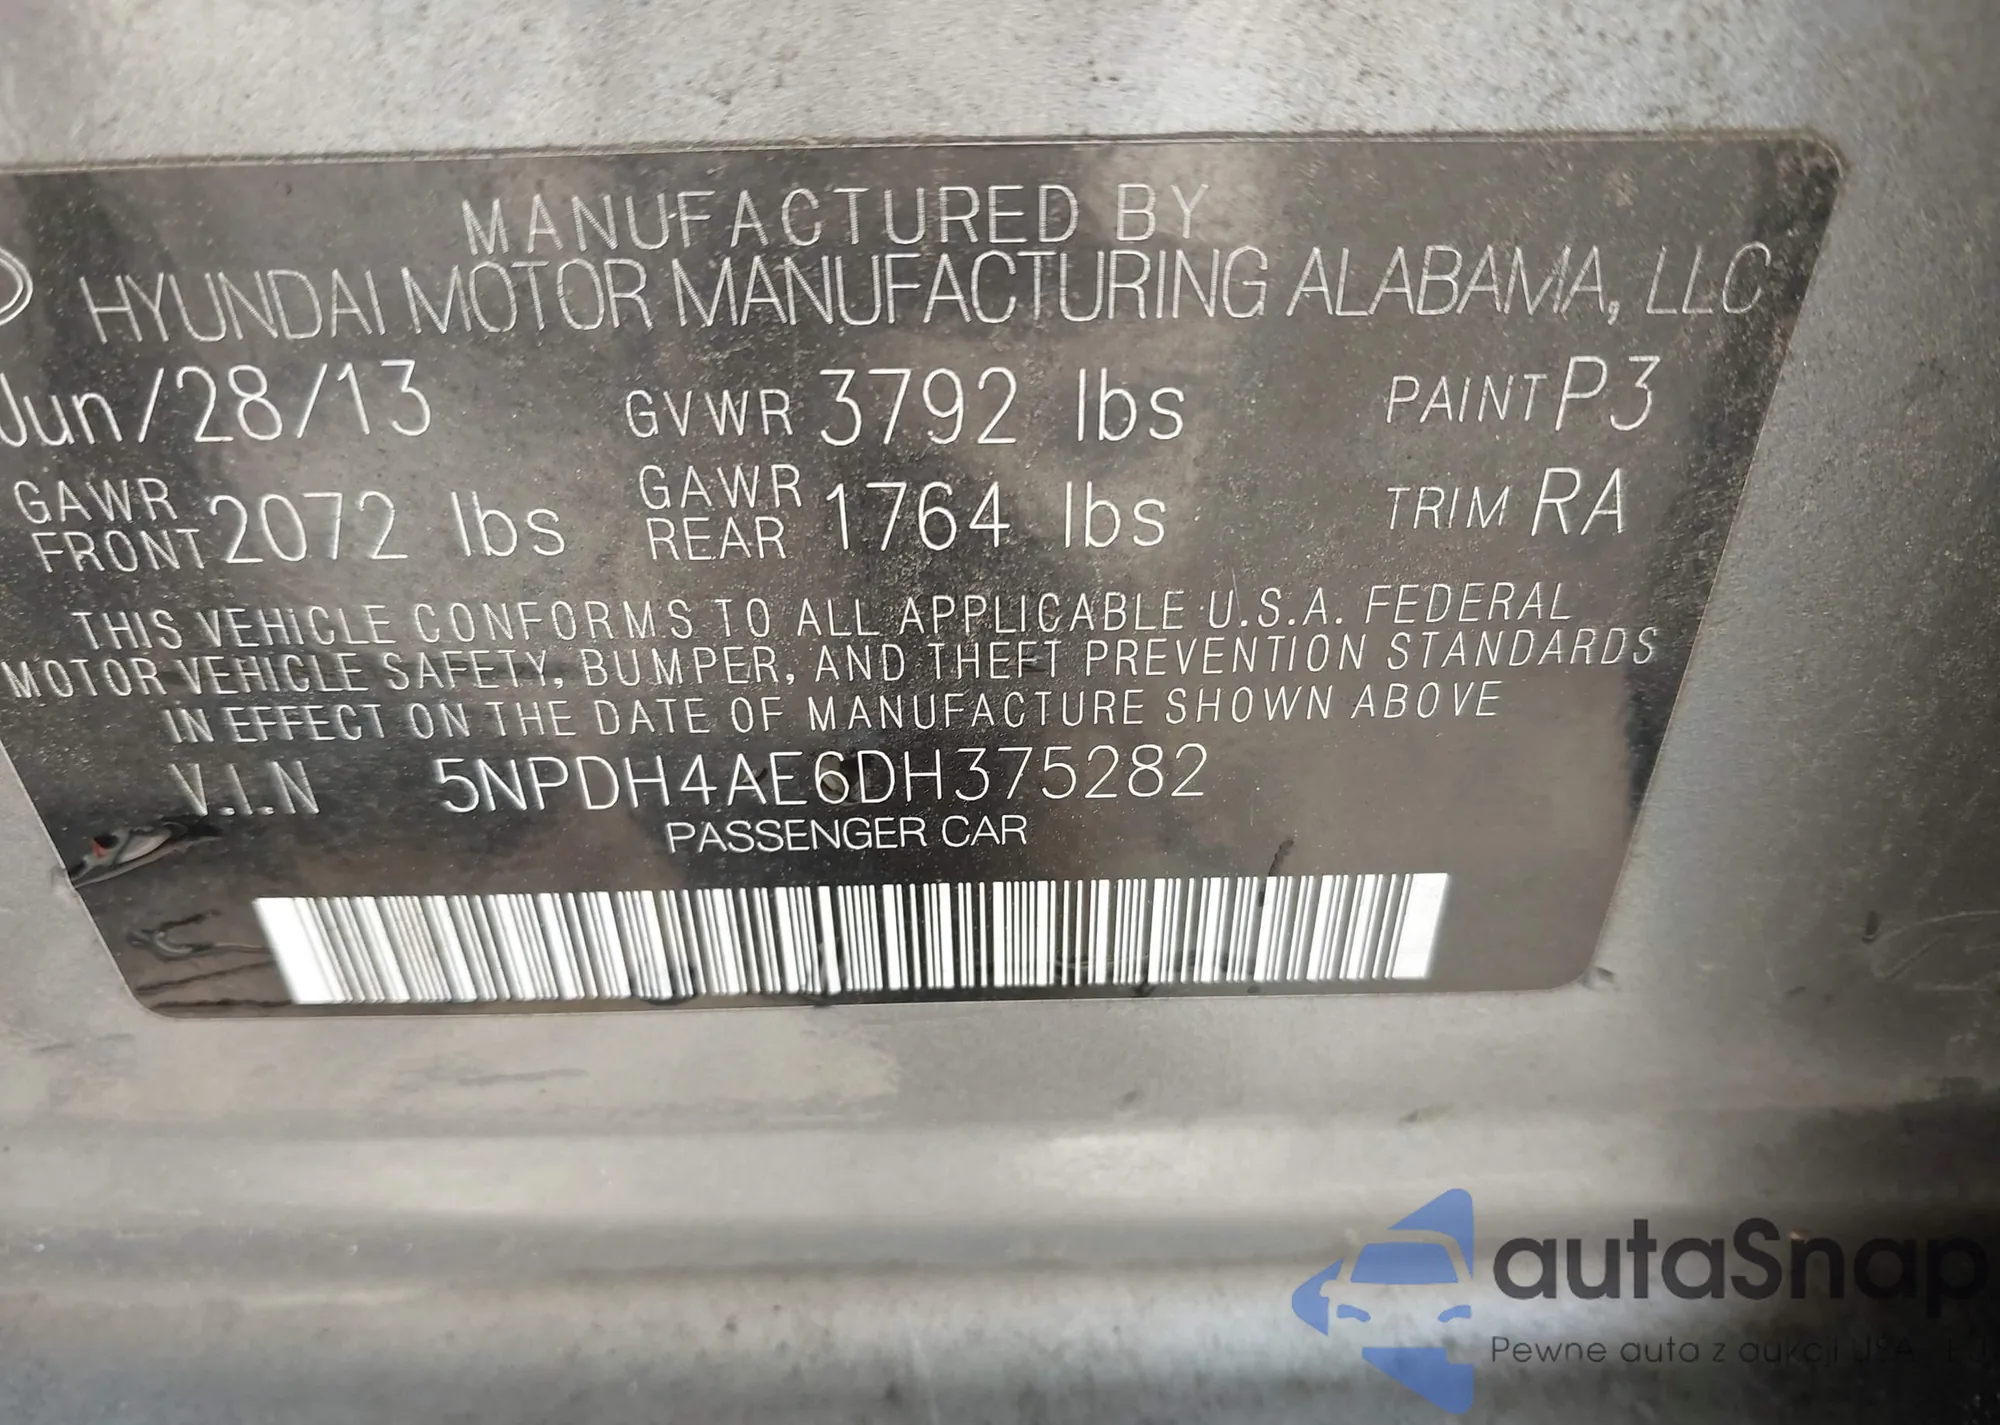 MANUFACTURED BY
HYUNDAI MOTOR MANUFACTURING ALABAMA, LLC
Jun/28/13 GVWR 3792 lbs PAINT P3
GAWR FRONT 2072 lbs GAWR REAR 1764 lbs TRIM RA
THIS VEHICLE CONFORMS TO ALL APPLICABLE U.S.A. FEDERAL
MOTOR VEHICLE SAFETY, BUMPER, AND THEFT PREVENTION STANDARDS
IN EFFECT ON THE DATE OF MANUFACTURE SHOWN ABOVE
V.I.N 5NPDH4AE6DH375282
PASSENGER CAR
autaSnap
Pewne auta z aukcji USA